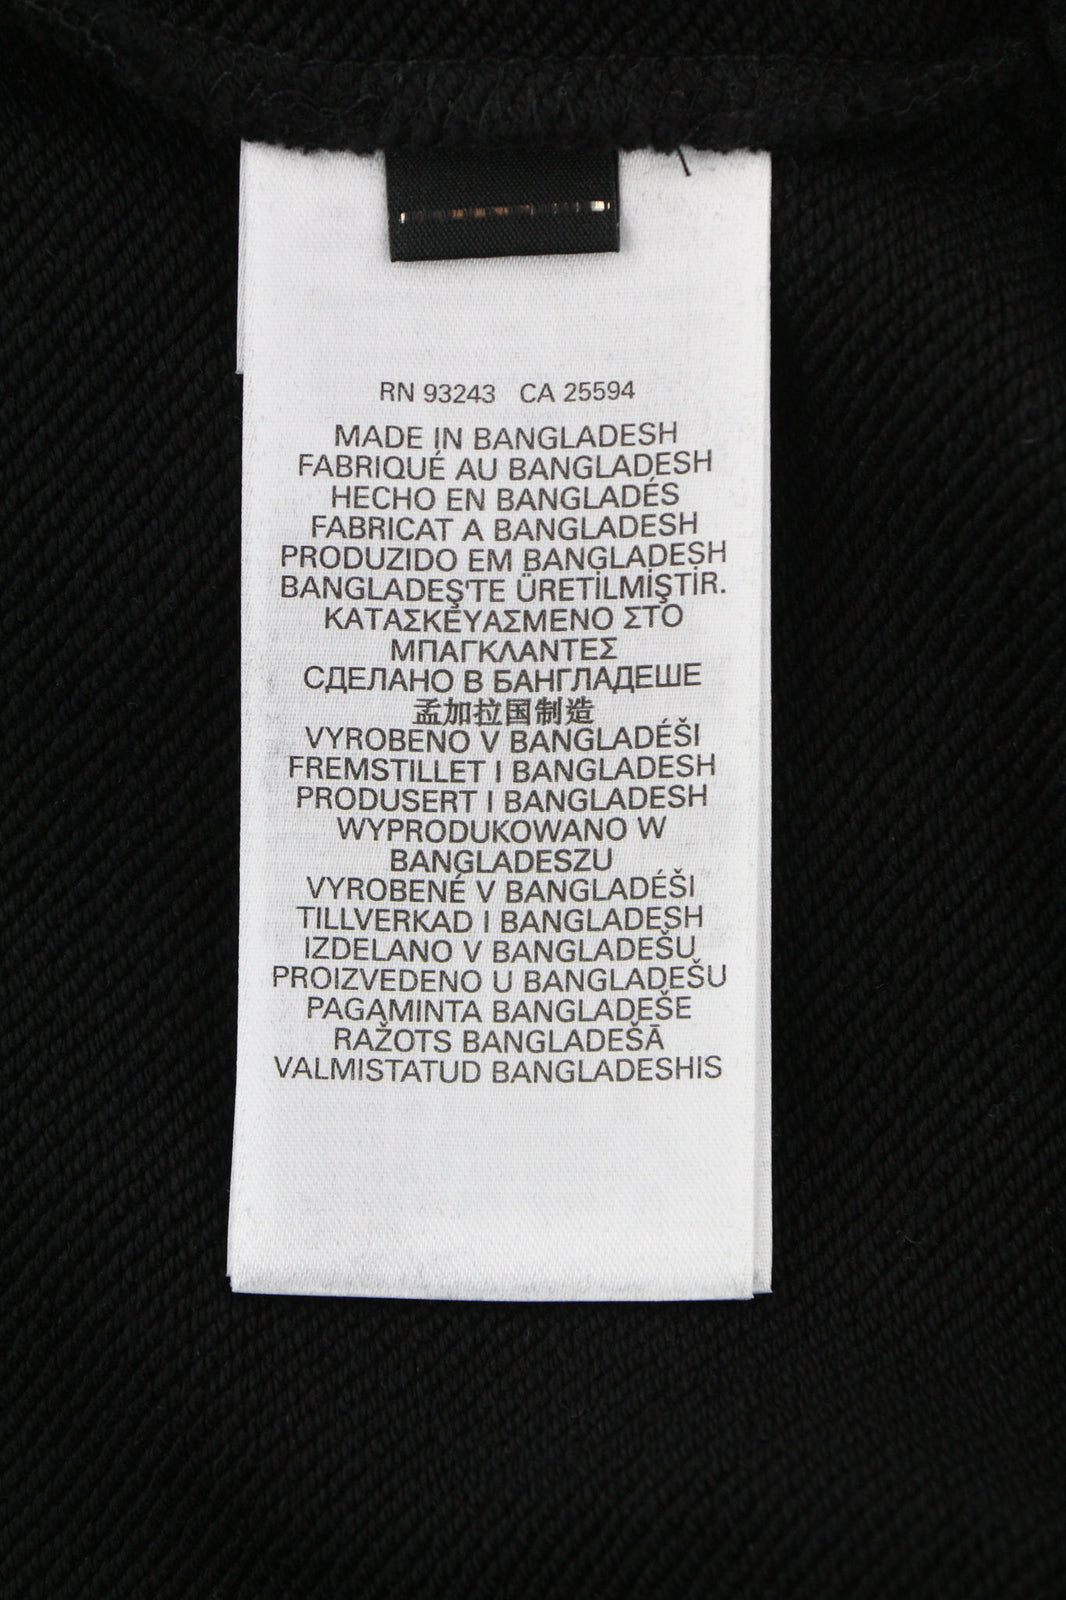 RN 93243 CA 25594
MADE IN BANGLADESH
FABRIQUÉ AU BANGLADESH
HECHO EN BANGLADÉS
FABRICAT A BANGLADESH
PRODUZIDO EM BANGLADESH
BANGLADEŞ'TE ÜRETİLMİŞTİR.
ΚΑΤΑΣΚΕΥΑΣΜΕΝΟ ΣΤΟ
ΜΠΑΓΚΛΑΝΤΕΣ
СДЕЛАНО В БАНГЛАДЕШЕ
孟加拉国制造
VYROBENO V BANGLADÉŠI
FREMSTILLET I BANGLADESH
PRODUSERT I BANGLADESH
WYPRODUKOWANO W
BANGLADESZU
VYROBENÉ V BANGLADÉŠI
TILLVERKAD I BANGLADESH
IZDELANO V BANGLADEŠU
PROIZVEDENO U BANGLADEŠU
PAGAMINTA BANGLADEŠE
RAŽOTS BANGLADEŠĀ
VALMISTATUD BANGLADESHIS